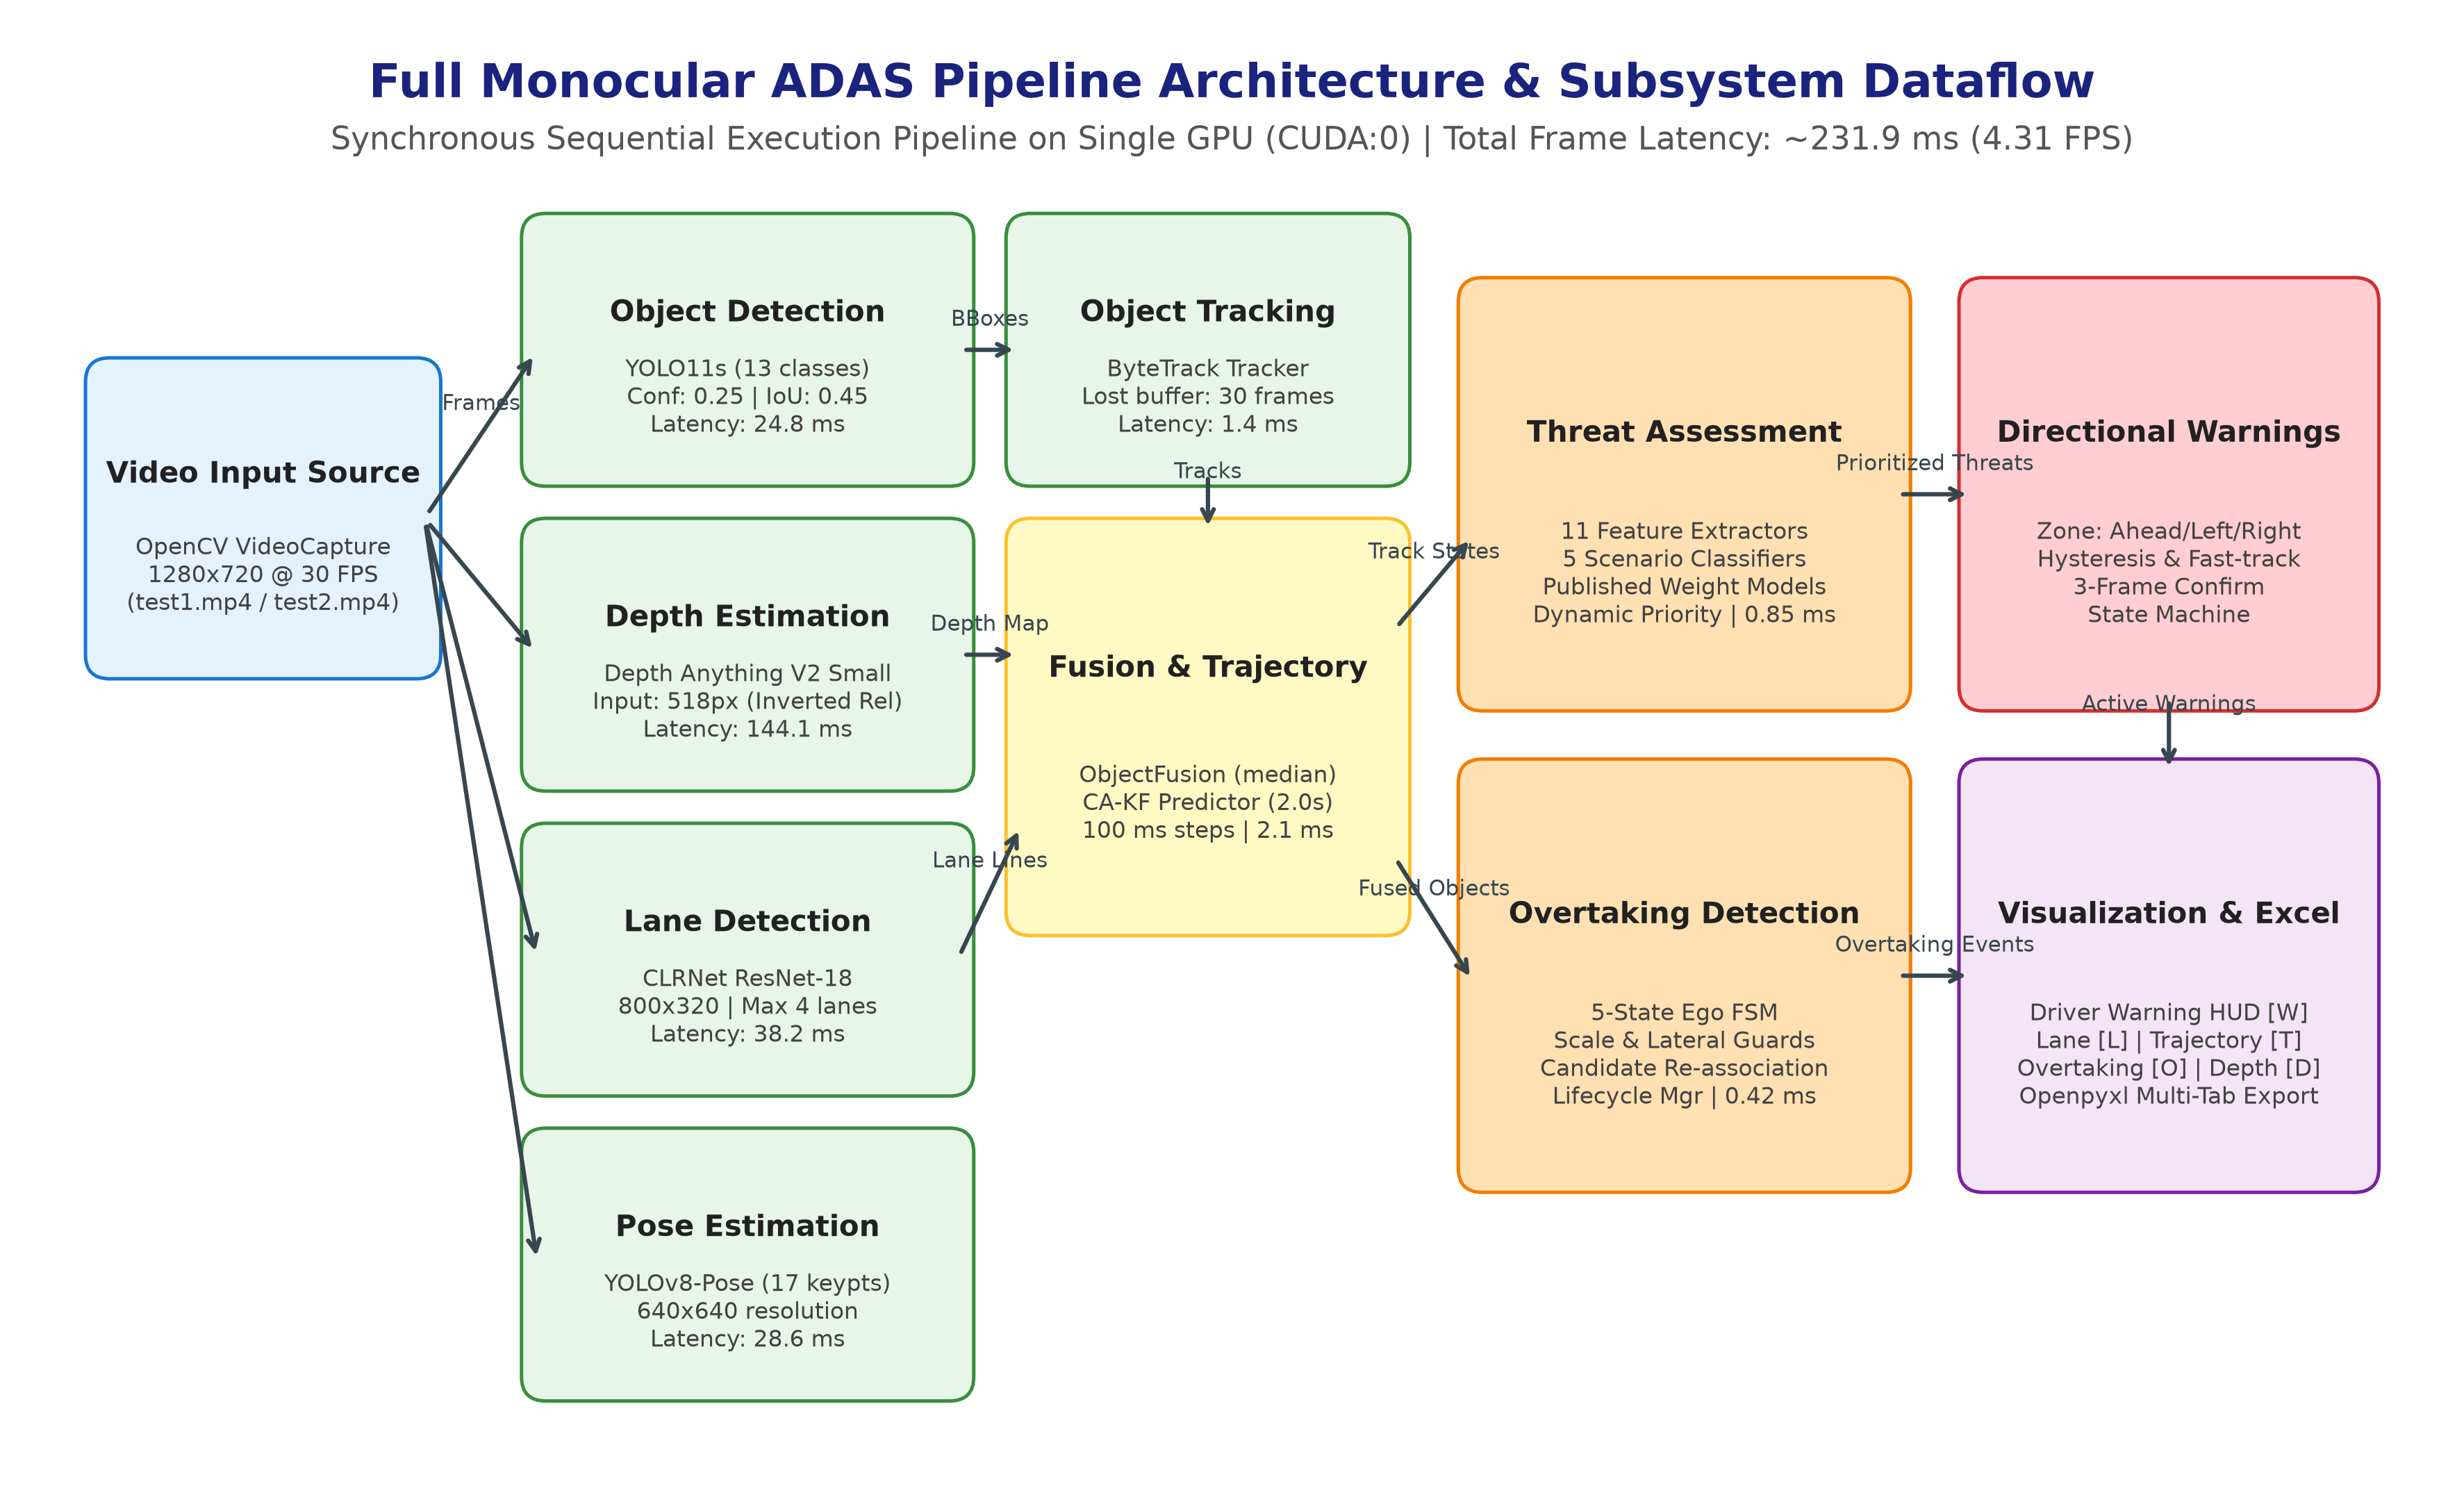 Full Monocular ADAS Pipeline Architecture & Subsystem Dataflow
Synchronous Sequential Execution Pipeline on Single GPU (CUDA:0) | Total Frame Latency: ~231.9 ms (4.31 FPS)
Video Input Source
OpenCV VideoCapture
1280x720 @ 30 FPS
(test1.mp4 / test2.mp4)
Frames
Object Detection
YOLO11s (13 classes)
Conf: 0.25 | IoU: 0.45
Latency: 24.8 ms
BBoxes
Object Tracking
ByteTrack Tracker
Lost buffer: 30 frames
Latency: 1.4 ms
Tracks
Depth Estimation
Depth Anything V2 Small
Input: 518px (Inverted Rel)
Latency: 144.1 ms
Depth Map
Lane Detection
CLRNet ResNet-18
800x320 | Max 4 lanes
Latency: 38.2 ms
Lane Lines
Pose Estimation
YOLOv8-Pose (17 keypts)
640x640 resolution
Latency: 28.6 ms
Fusion & Trajectory
ObjectFusion (median)
CA-KF Predictor (2.0s)
100 ms steps | 2.1 ms
Track States
Fused Objects
Threat Assessment
11 Feature Extractors
5 Scenario Classifiers
Published Weight Models
Dynamic Priority | 0.85 ms
Prioritized Threats
Directional Warnings
Zone: Ahead/Left/Right
Hysteresis & Fast-track
3-Frame Confirm
State Machine
Active Warnings
Overtaking Detection
5-State Ego FSM
Scale & Lateral Guards
Candidate Re-association
Lifecycle Mgr | 0.42 ms
Overtaking Events
Visualization & Excel
Driver Warning HUD [W]
Lane [L] | Trajectory [T]
Overtaking [O] | Depth [D]
Openpyxl Multi-Tab Export